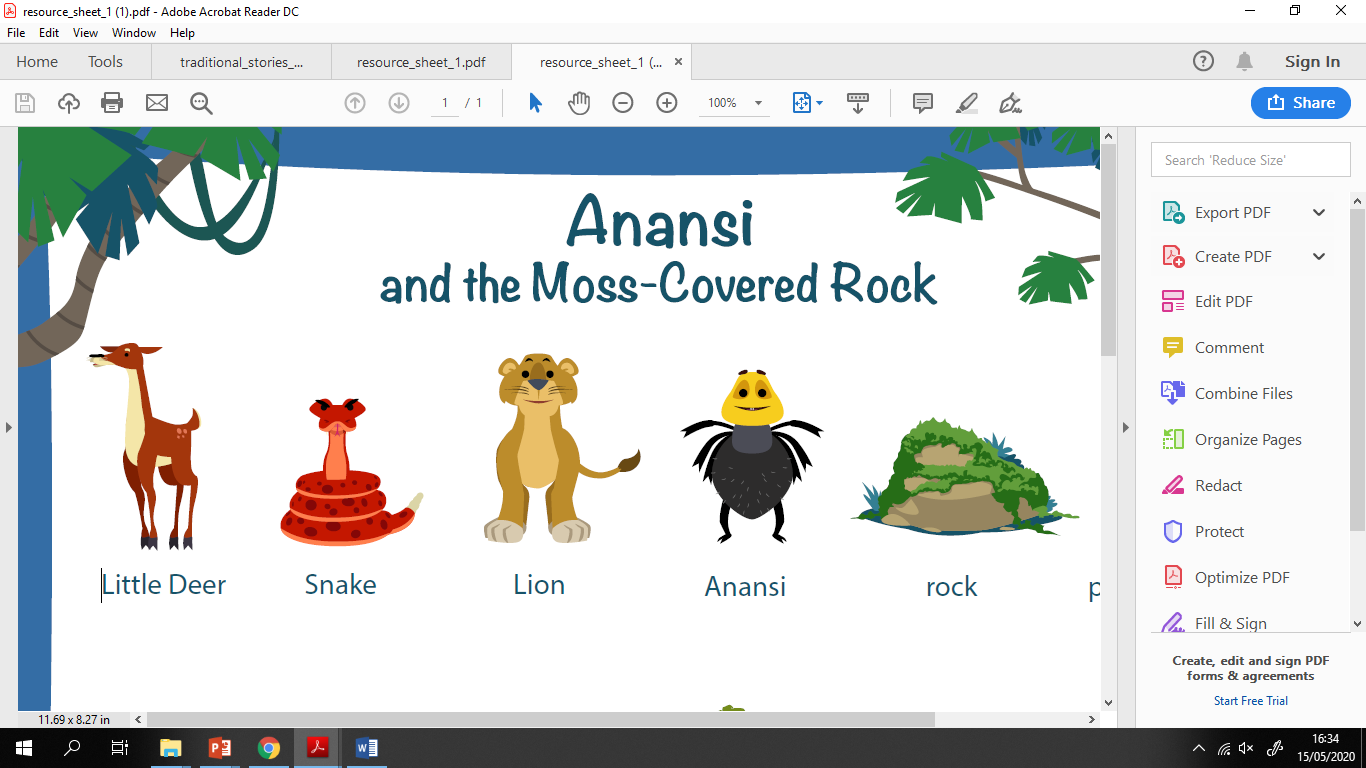 resource_sheet_1 (1).pdf - Adobe Acrobat Reader DC
File Edit View Window Help
Home Tools traditional_stories_... resource_sheet_1.pdf resource_sheet_1 (... × Sign In
1 / 1 100% Share
Anansi
and the Moss-Covered Rock
Little Deer Snake Lion Anansi rock p
Search 'Reduce Size'
Export PDF
Create PDF
Edit PDF
Comment
Combine Files
Organize Pages
Redact
Protect
Optimize PDF
Fill & Sign
Create, edit and sign PDF
forms & agreements
Start Free Trial
11.69 x 8.27 in
16:34
15/05/2020